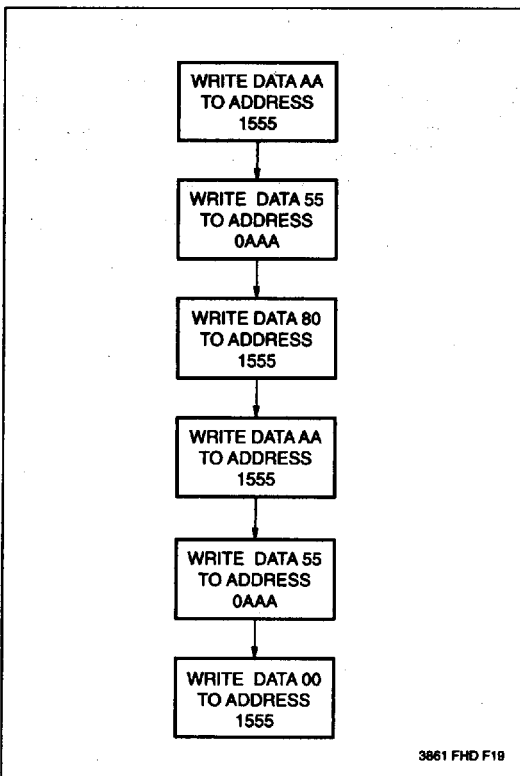 WRITE DATA AA
TO ADDRESS
1555
WRITE DATA 55
TO ADDRESS
0AAA
WRITE DATA 80
TO ADDRESS
1555
WRITE DATA AA
TO ADDRESS
1555
WRITE DATA 55
TO ADDRESS
0AAA
WRITE DATA 00
TO ADDRESS
1555
3861 FHD F19